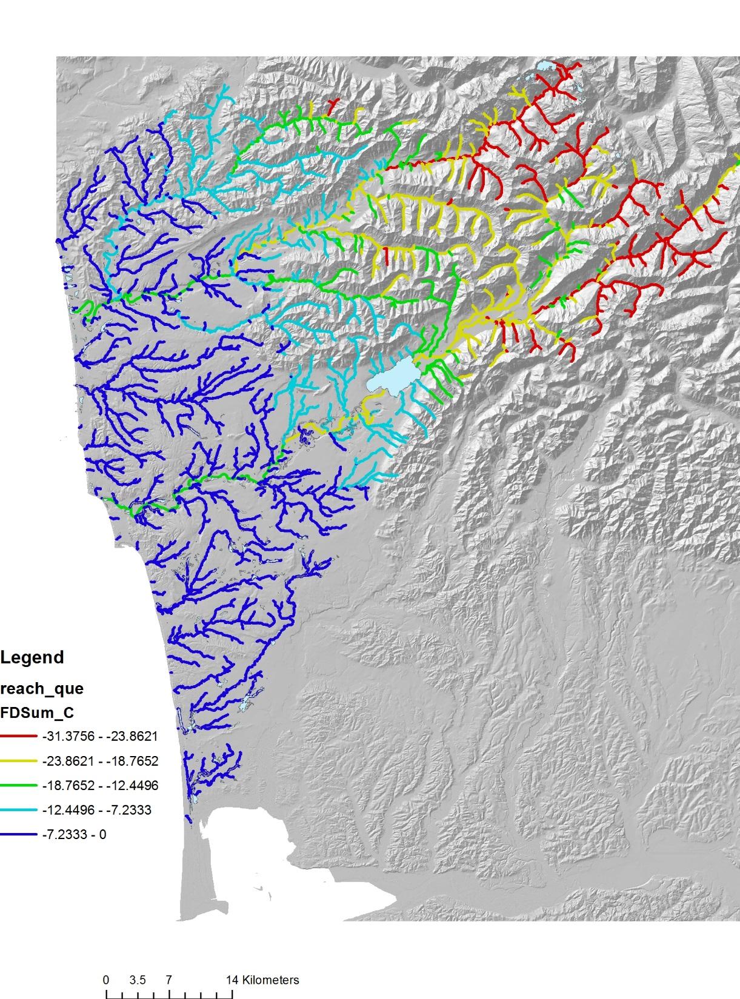 Legend
reach_que
FDSum_C
-31.3756 - -23.8621
-23.8621 - -18.7652
-18.7652 - -12.4496
-12.4496 - -7.2333
-7.2333 - 0
0 3.5 7 14 Kilometers